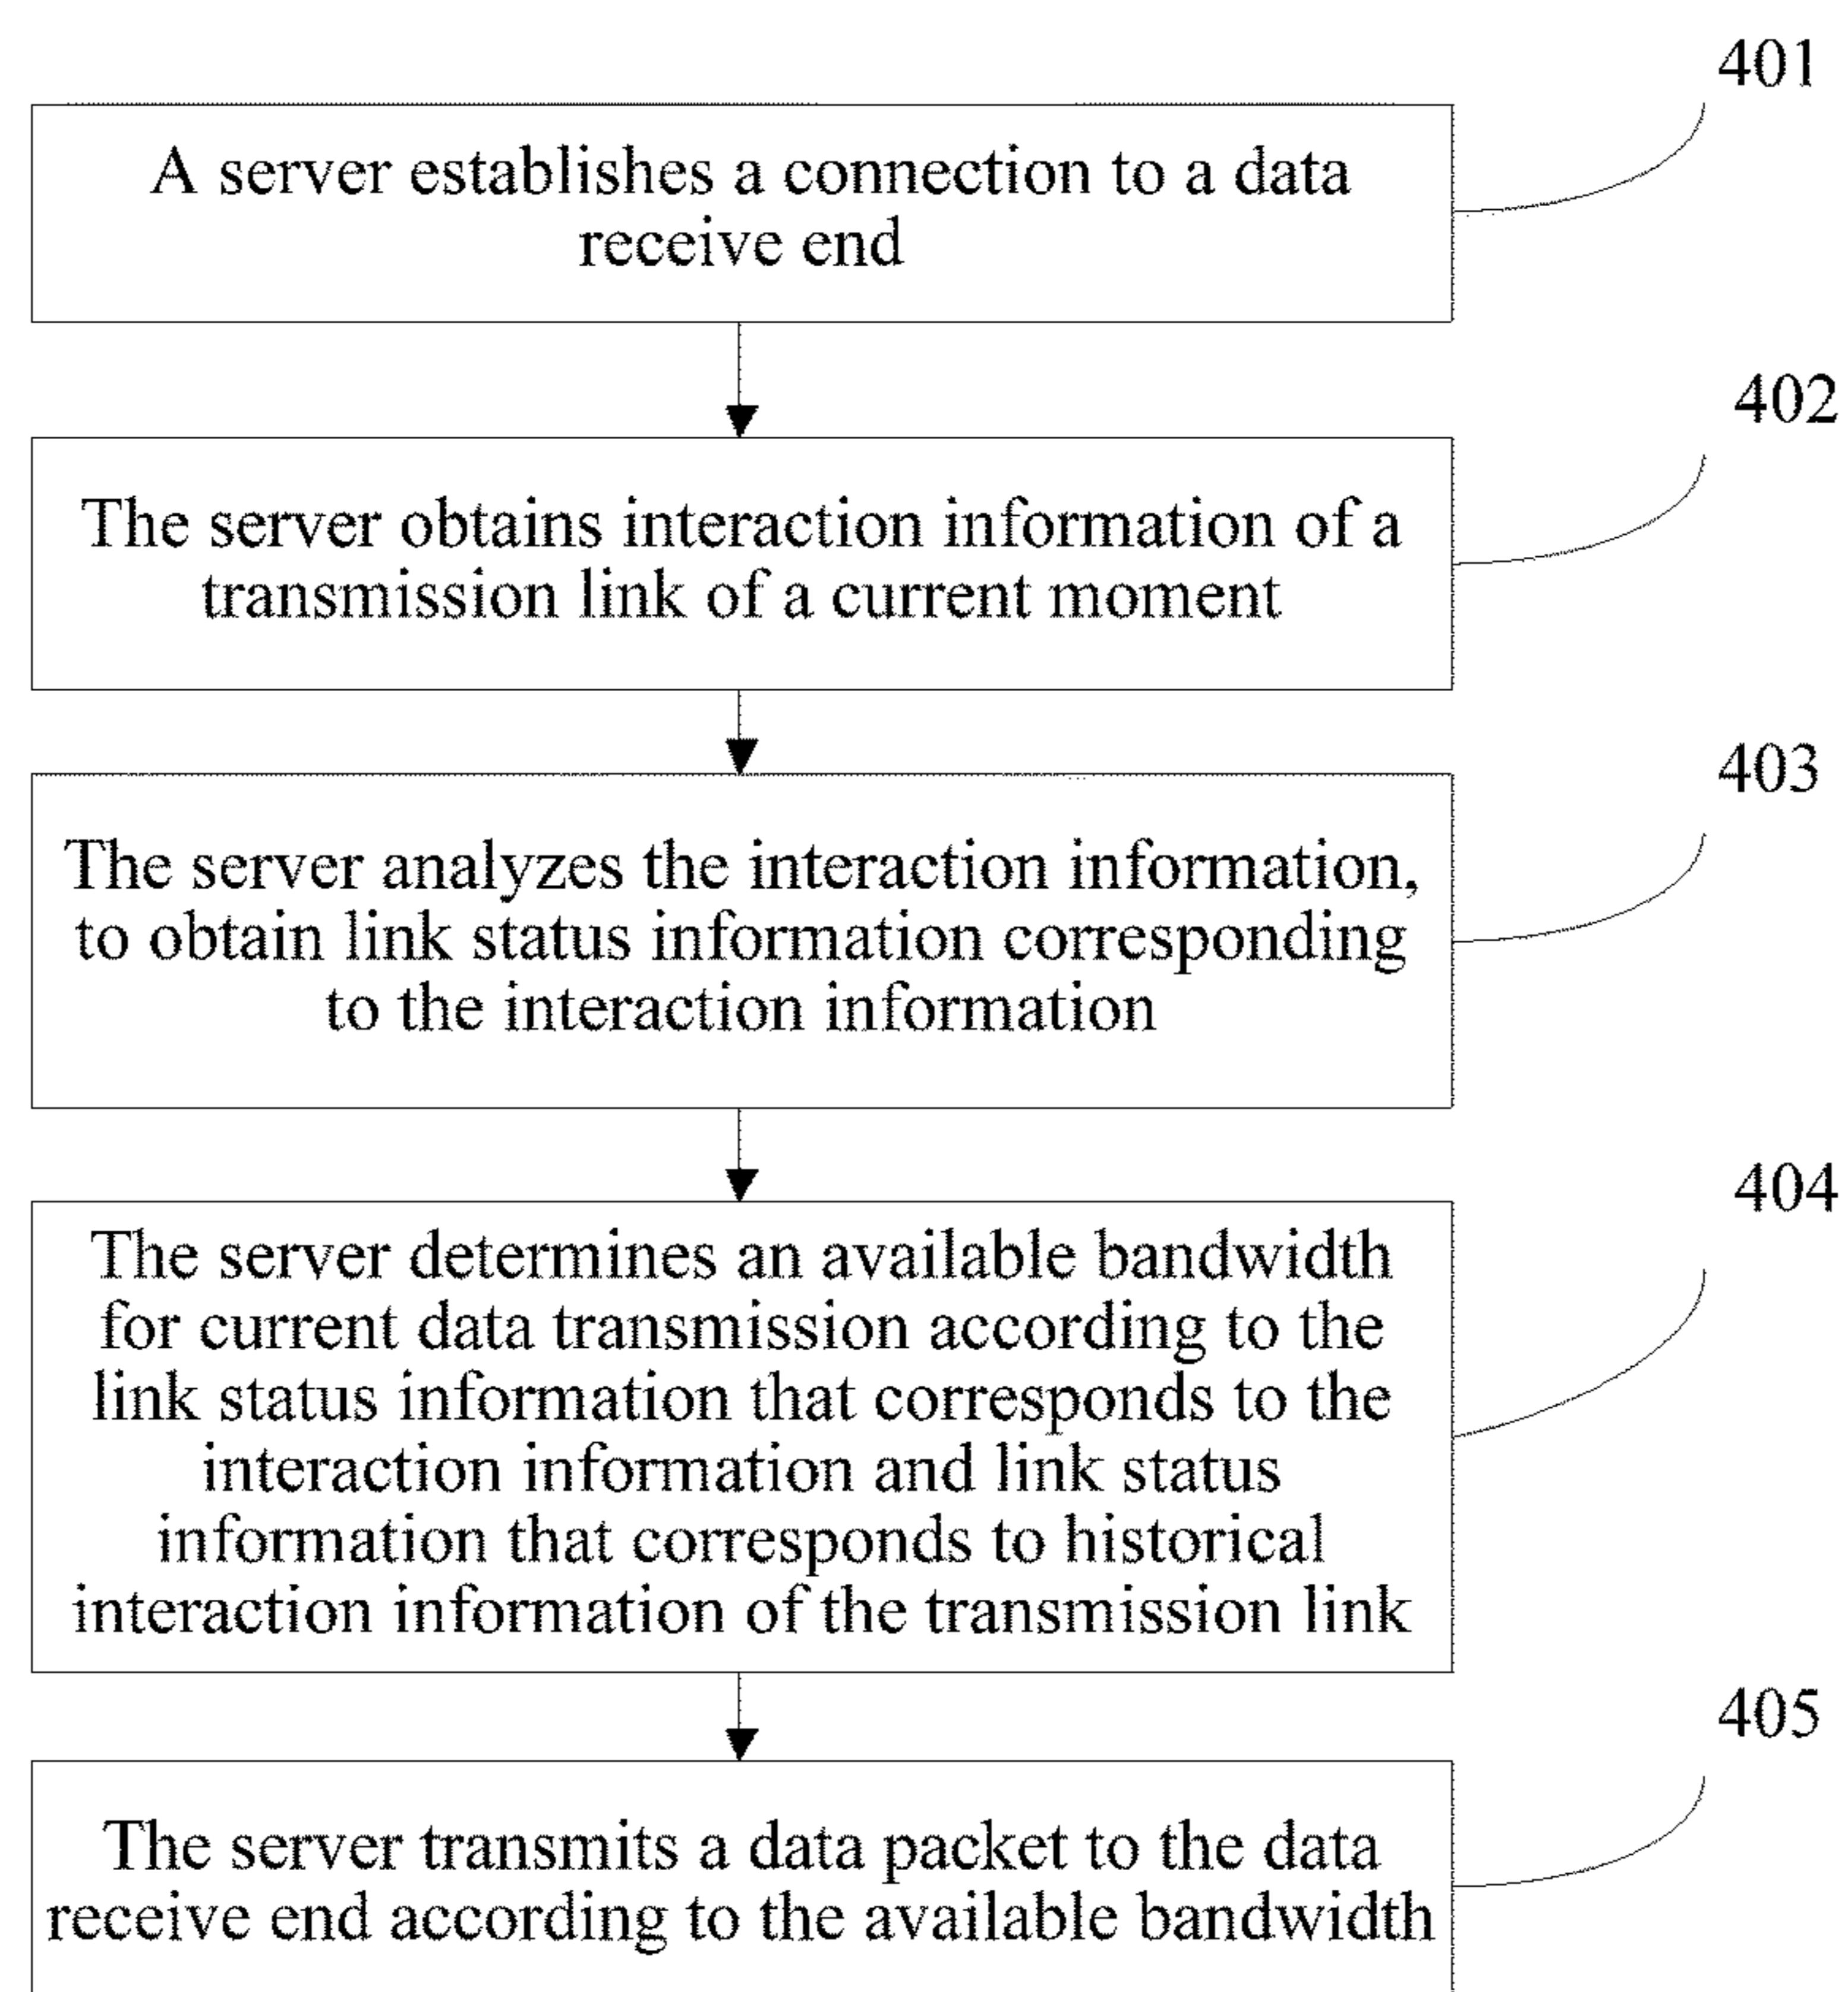 401
A server establishes a connection to a data
receive end
402
The server obtains interaction information of a
transmission link of a current moment
403
The server analyzes the interaction information,
to obtain link status information corresponding
to the interaction information
404
The server determines an available bandwidth
for current data transmission according to the
link status information that corresponds to the
interaction information and link status
information that corresponds to historical
interaction information of the transmission link
405
The server transmits a data packet to the data
receive end according to the available bandwidth